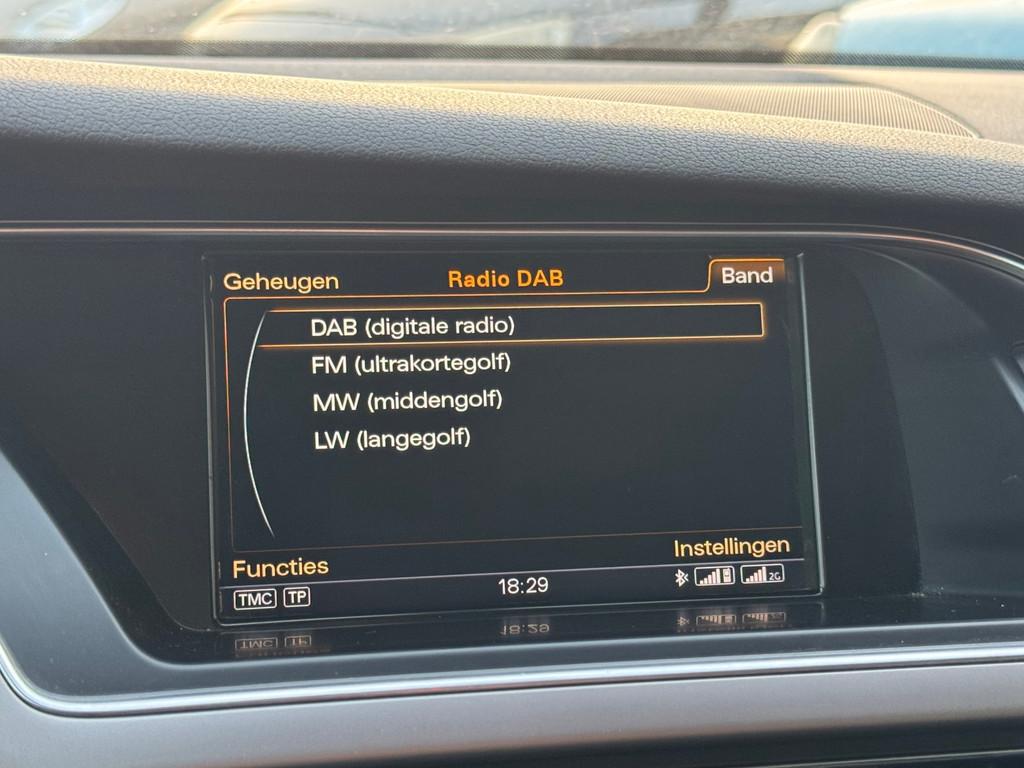 Geheugen Radio DAB Band
DAB (digitale radio)
FM (ultrakortegolf)
MW (middengolf)
LW (langegolf)
Functies Instellingen
TMC TP 18:29 2G